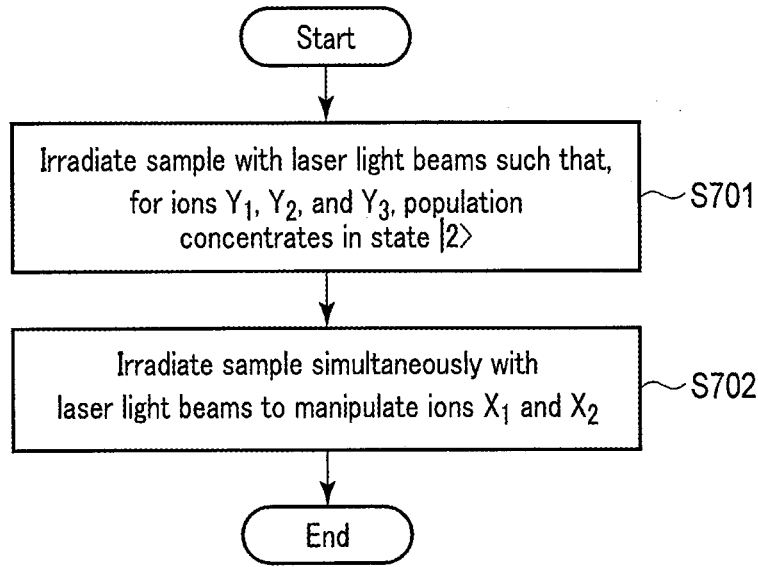 Start
Irradiate sample with laser light beams such that,
for ions Y₁, Y₂, and Y₃, population
concentrates in state |2⟩
S701
Irradiate sample simultaneously with
laser light beams to manipulate ions X₁ and X₂
S702
End